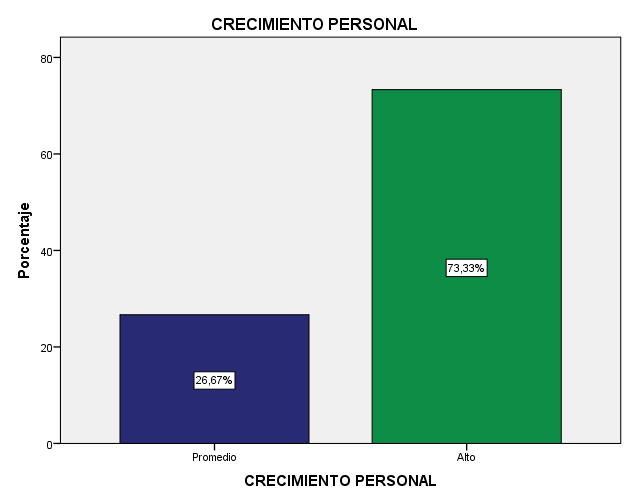 CRECIMIENTO PERSONAL
80
60
40
20
0
Porcentaje
73,33%
26,67%
Promedio
Alto
CRECIMIENTO PERSONAL